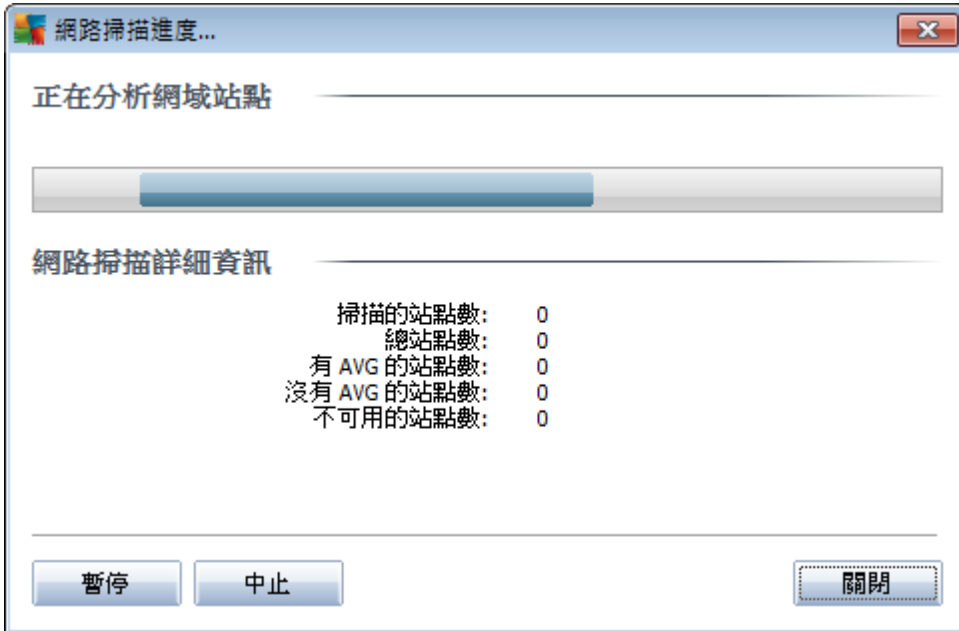 網路掃描進度...
正在分析網域站點
網路掃描詳細資訊
掃描的站點數: 0
總站點數: 0
有 AVG 的站點數: 0
沒有 AVG 的站點數: 0
不可用的站點數: 0
暫停 中止 關閉